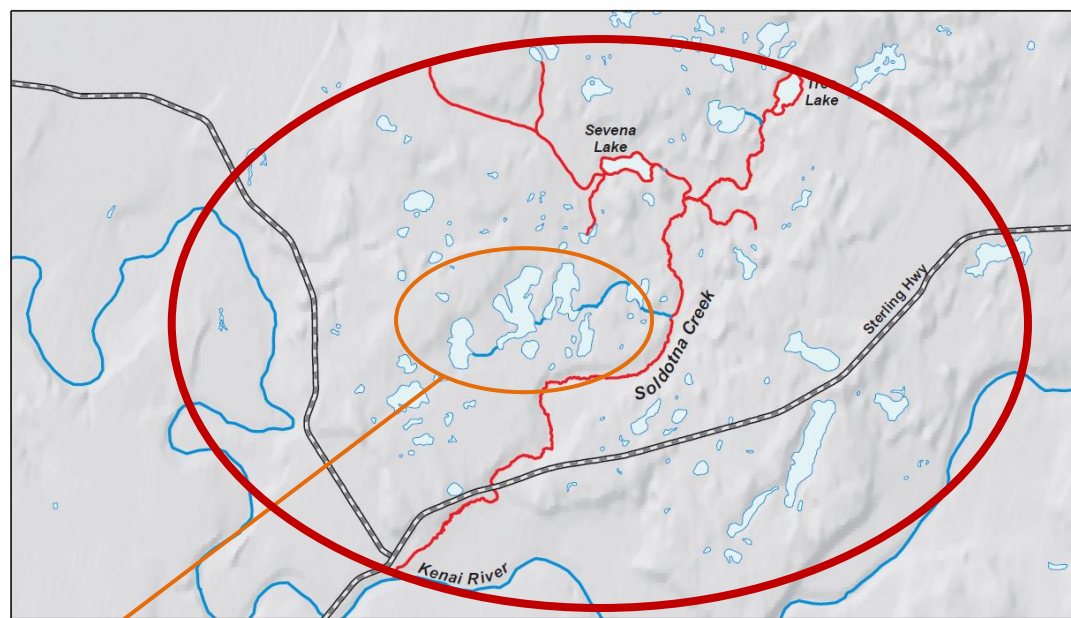 Lake
Sevena
Lake
Sterling Hwy
Soldotna Creek
Kenai River